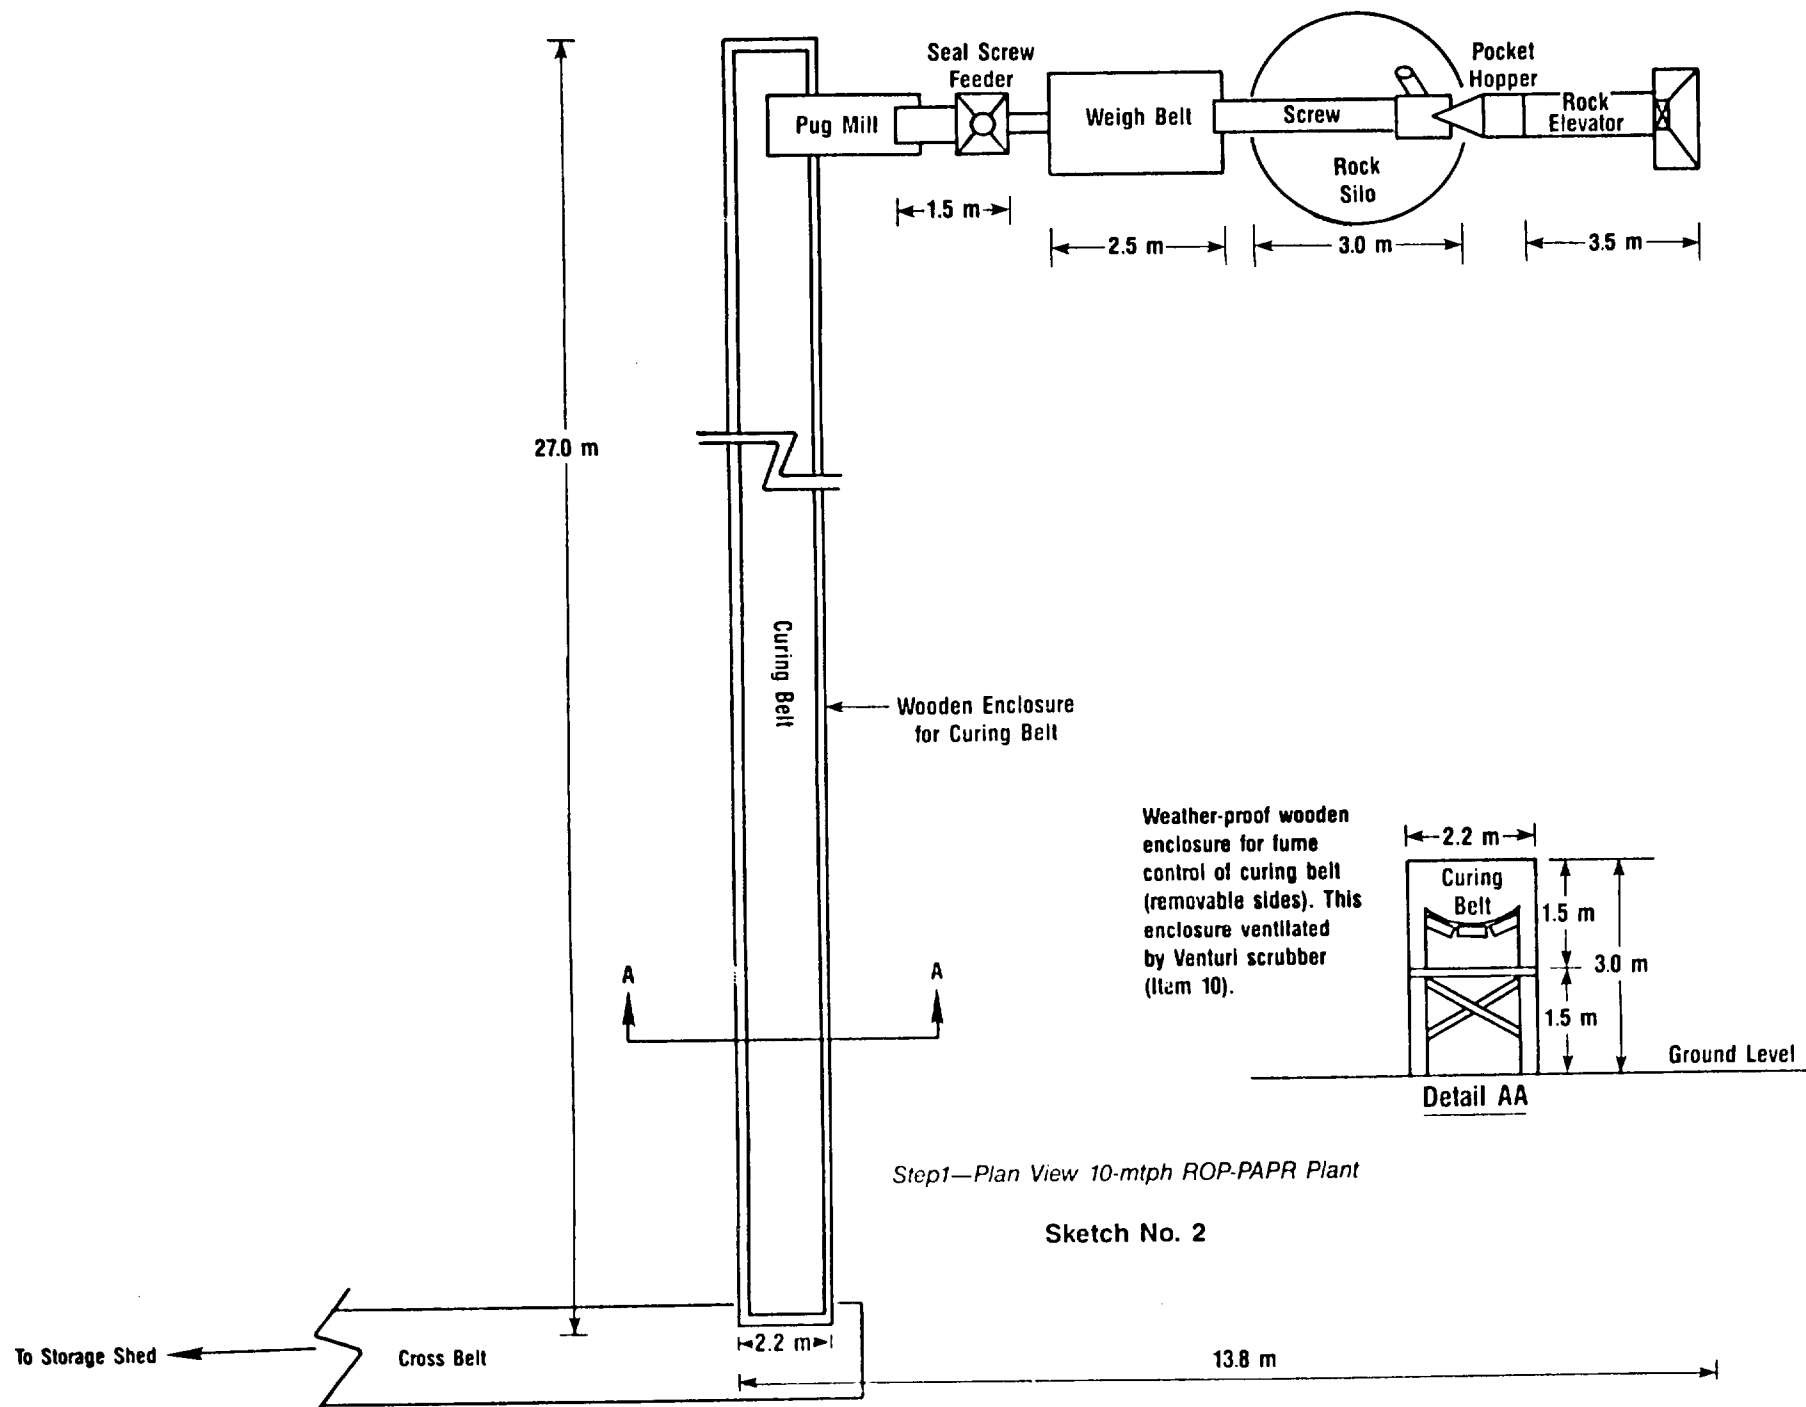 Seal Screw
Feeder
Pocket
Hopper
Pug Mill
Weigh Belt
Screw
Rock
Elevator
Rock
Silo
1.5 m
2.5 m
3.0 m
3.5 m
27.0 m
Curing Belt
Wooden Enclosure
for Curing Belt
Weather-proof wooden
enclosure for fume
control of curing belt
(removable sides). This
enclosure ventilated
by Venturi scrubber
(Item 10).
2.2 m
Curing
Belt
1.5 m
3.0 m
1.5 m
Ground Level
Detail AA
A
A
Step1—Plan View 10-mtph ROP-PAPR Plant
Sketch No. 2
To Storage Shed
Cross Belt
2.2 m
13.8 m